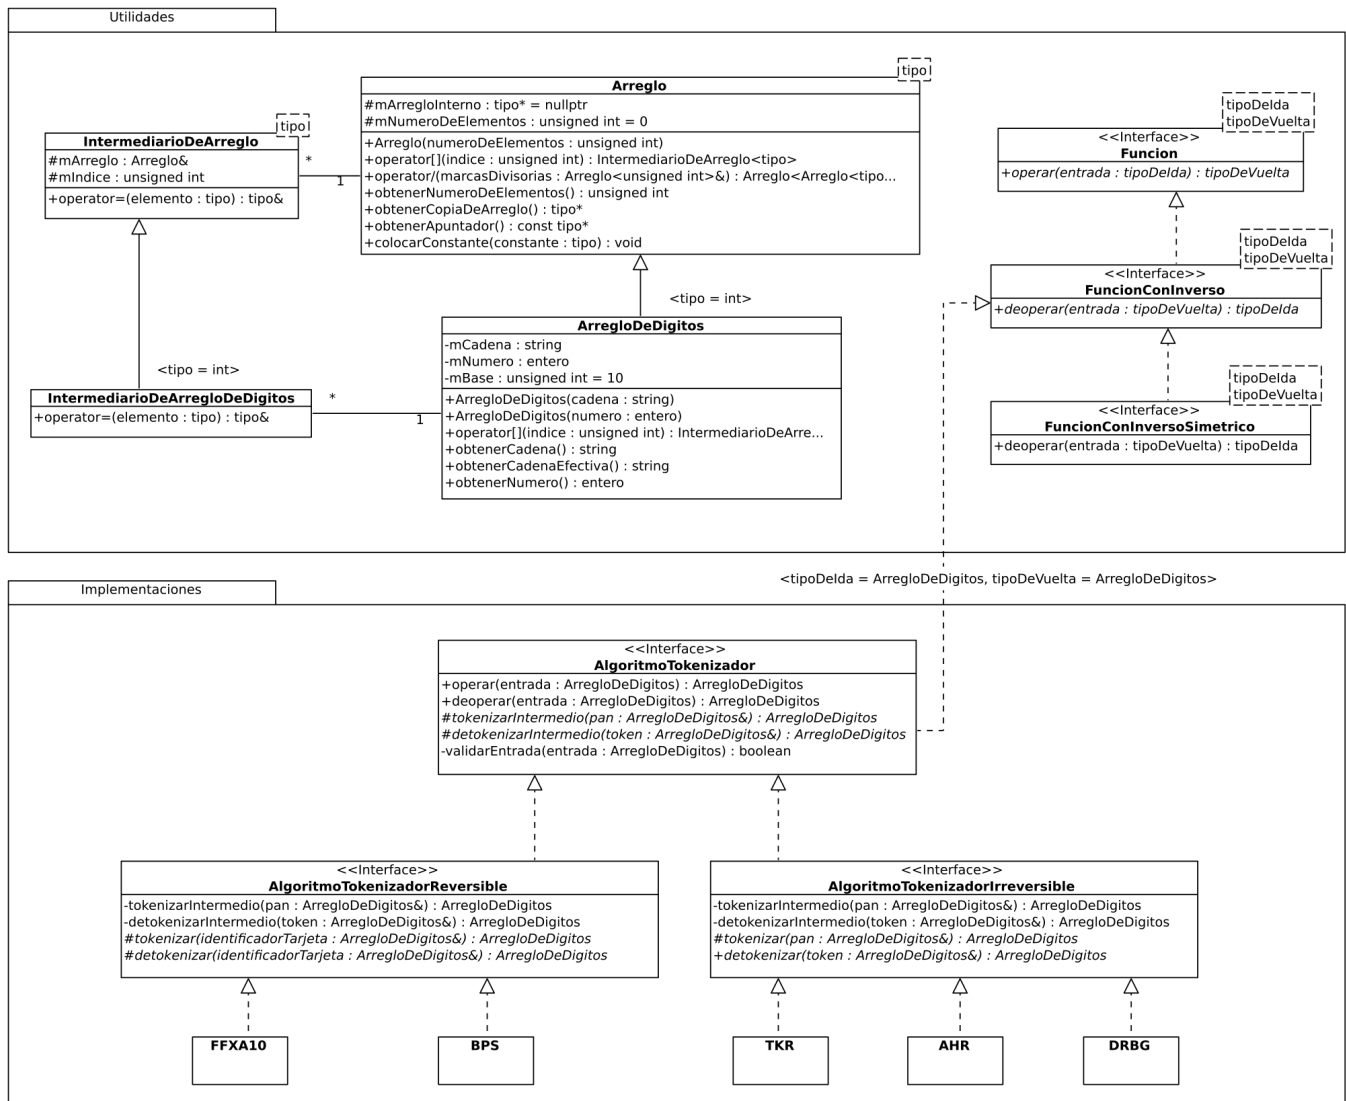 Utilidades
tipo
Arreglo
#mArregloInterno : tipo* = nullptr
#mNumeroDeElementos : unsigned int = 0
+Arreglo(numeroDeElementos : unsigned int)
+operator[](indice : unsigned int) : IntermediarioDeArreglo<tipo>
+operator/(marcasDivisorias : Arreglo<unsigned int>&) : Arreglo<Arreglo<tipo...
+obtenerNumeroDeElementos() : unsigned int
+obtenerCopiaDeArreglo() : tipo*
+obtenerApuntador() : const tipo*
+colocarConstante(constante : tipo) : void
tipo
IntermediarioDeArreglo
#mArreglo : Arreglo&
#mIndice : unsigned int
+operator=(elemento : tipo) : tipo&
*
1
tipoDeIda
tipoDeVuelta
<<Interface>>
Funcion
+operar(entrada : tipoDeIda) : tipoDeVuelta
tipoDeIda
tipoDeVuelta
<<Interface>>
FuncionConInverso
+deoperar(entrada : tipoDeVuelta) : tipoDeIda
<tipo = int>
ArregloDeDigitos
-mCadena : string
-mNumero : entero
-mBase : unsigned int = 10
+ArregloDeDigitos(cadena : string)
+ArregloDeDigitos(numero : entero)
+operator[](indice : unsigned int) : IntermediarioDeArre...
+obtenerCadena() : string
+obtenerCadenaEfectiva() : string
+obtenerNumero() : entero
<tipo = int>
IntermediarioDeArregloDeDigitos
+operator=(elemento : tipo) : tipo&
*
1
tipoDeIda
tipoDeVuelta
<<Interface>>
FuncionConInversoSimetrico
+deoperar(entrada : tipoDeVuelta) : tipoDeIda
<tipoDeIda = ArregloDeDigitos, tipoDeVuelta = ArregloDeDigitos>
Implementaciones
<<Interface>>
AlgoritmoTokenizador
+operar(entrada : ArregloDeDigitos) : ArregloDeDigitos
+deoperar(entrada : ArregloDeDigitos) : ArregloDeDigitos
#tokenizarIntermedio(pan : ArregloDeDigitos&) : ArregloDeDigitos
#detokenizarIntermedio(token : ArregloDeDigitos&) : ArregloDeDigitos
-validarEntrada(entrada : ArregloDeDigitos) : boolean
<<Interface>>
AlgoritmoTokenizadorReversible
-tokenizarIntermedio(pan : ArregloDeDigitos&) : ArregloDeDigitos
-detokenizarIntermedio(token : ArregloDeDigitos&) : ArregloDeDigitos
#tokenizar(identificadorTarjeta : ArregloDeDigitos&) : ArregloDeDigitos
#detokenizar(identificadorTarjeta : ArregloDeDigitos&) : ArregloDeDigitos
<<Interface>>
AlgoritmoTokenizadorIrreversible
-tokenizarIntermedio(pan : ArregloDeDigitos&) : ArregloDeDigitos
-detokenizarIntermedio(token : ArregloDeDigitos&) : ArregloDeDigitos
#tokenizar(pan : ArregloDeDigitos&) : ArregloDeDigitos
+detokenizar(token : ArregloDeDigitos&) : ArregloDeDigitos
FFXA10
BPS
TKR
AHR
DRBG